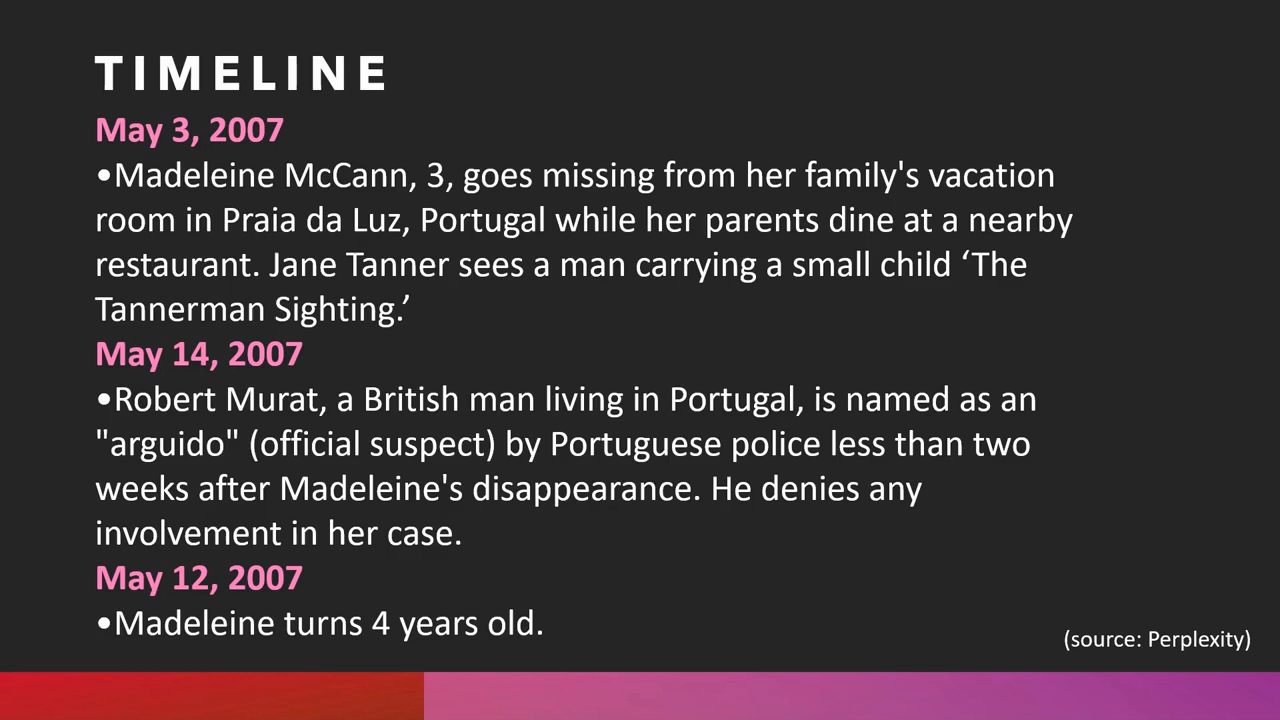 TIMELINE
May 3, 2007
•Madeleine McCann, 3, goes missing from her family's vacation
room in Praia da Luz, Portugal while her parents dine at a nearby
restaurant. Jane Tanner sees a man carrying a small child ‘The
Tannerman Sighting.’
May 14, 2007
•Robert Murat, a British man living in Portugal, is named as an
"arguido" (official suspect) by Portuguese police less than two
weeks after Madeleine's disappearance. He denies any
involvement in her case.
May 12, 2007
•Madeleine turns 4 years old.
(source: Perplexity)